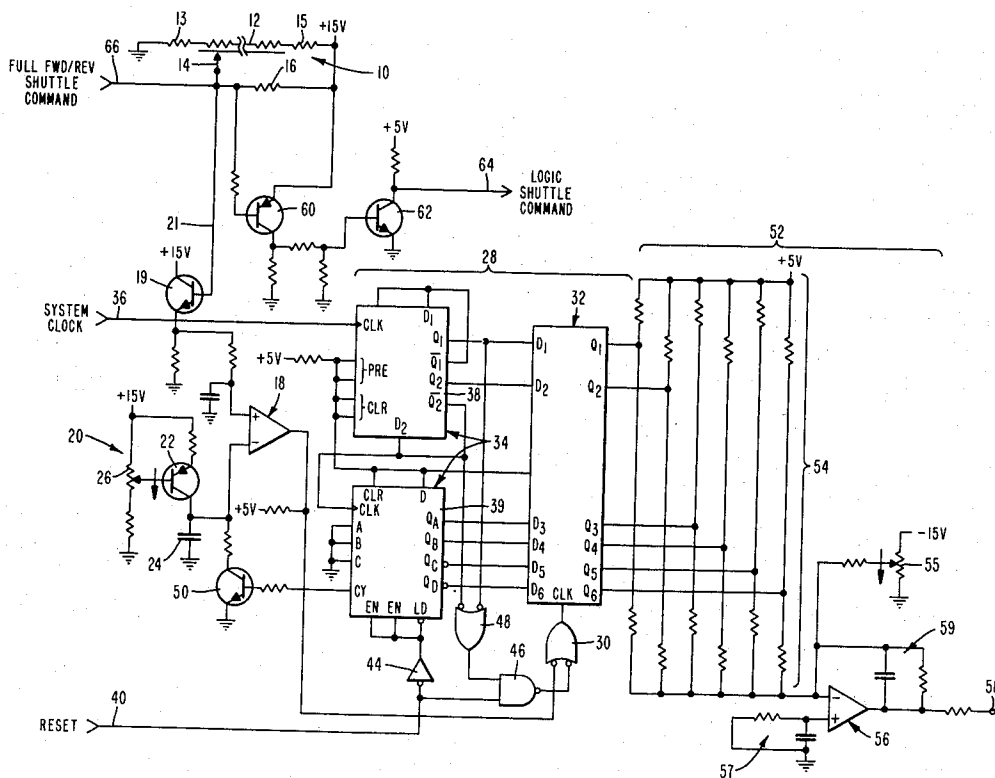 13
12
15
+15V
66
FULL FWD/REV
SHUTTLE
COMMAND
14
16
10
+5V
60
62
64
LOGIC
SHUTTLE
COMMAND
21
+15V
19
28
52
+5V
SYSTEM
CLOCK
36
CLK
D1
Q1
Q̅1
Q2
Q̅2
38
+5V
PRE
CLR
D2
34
32
D1
D2
Q1
Q2
54
+15V
18
+
−
20
22
26
24
+5V
50
CLR
D
CLK
39
A
B
C
QA
QB
QC
QD
CY
EN
EN
LD
D3
D4
D5
D6
CLK
Q3
Q4
Q5
Q6
−15V
55
48
44
46
30
59
RESET
40
−
+
56
57